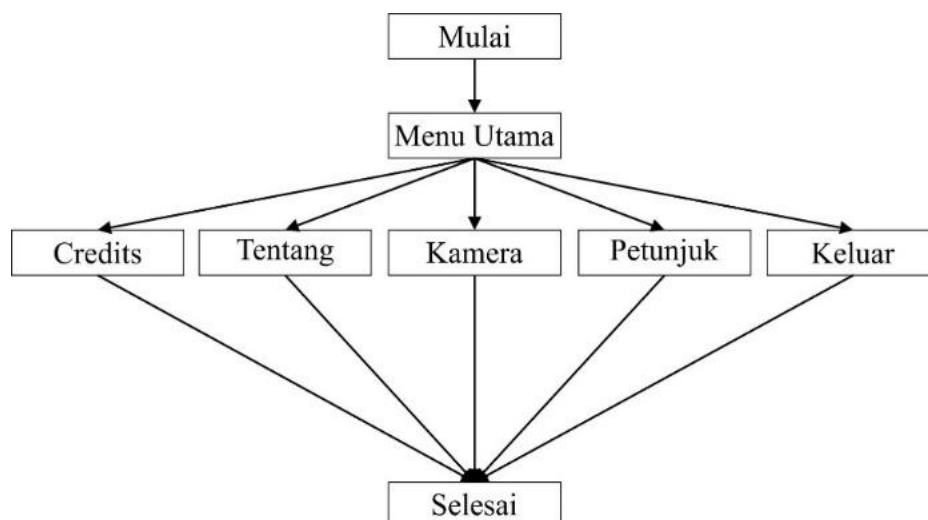 Mulai
Menu Utama
Credits
Tentang
Kamera
Petunjuk
Keluar
Selesai